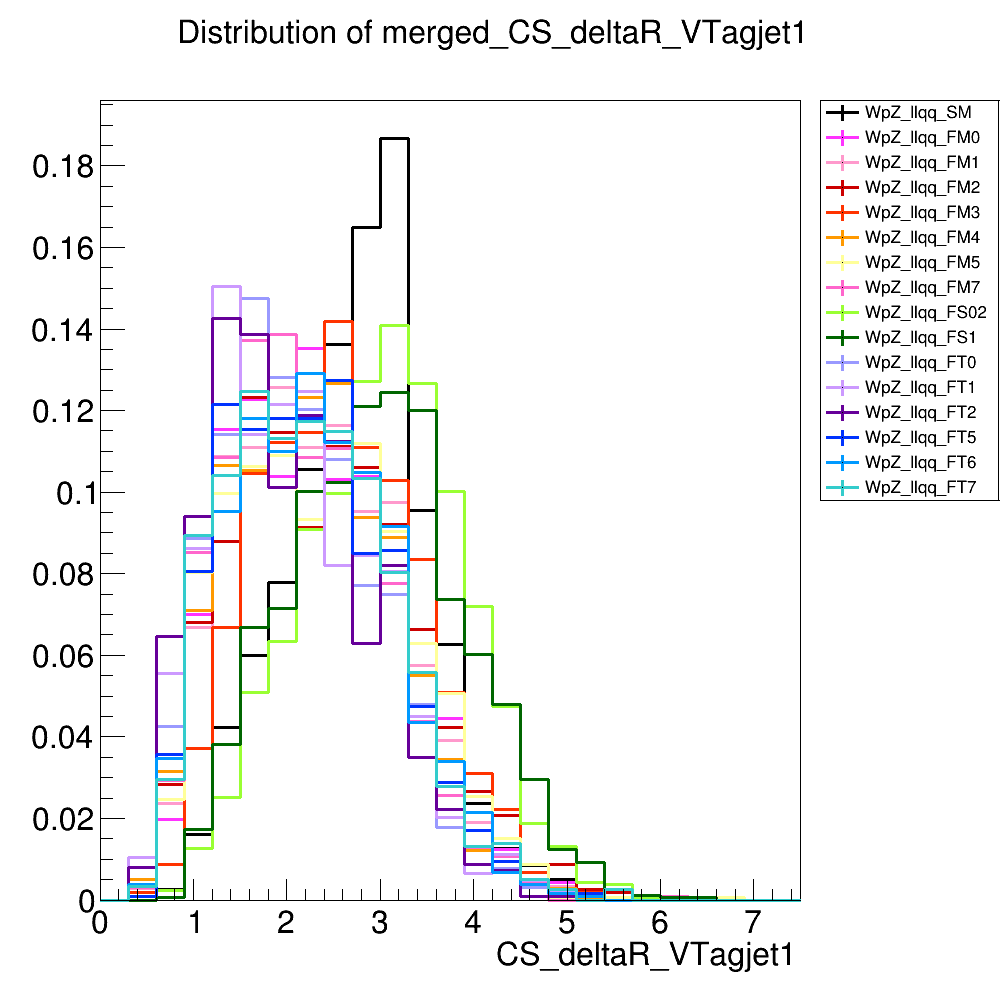 Distribution of merged_CS_deltaR_VTagjet1
WpZ_llqq_SM
WpZ_llqq_FM0
WpZ_llqq_FM1
WpZ_llqq_FM2
WpZ_llqq_FM3
WpZ_llqq_FM4
WpZ_llqq_FM5
WpZ_llqq_FM7
WpZ_llqq_FS02
WpZ_llqq_FS1
WpZ_llqq_FT0
WpZ_llqq_FT1
WpZ_llqq_FT2
WpZ_llqq_FT5
WpZ_llqq_FT6
WpZ_llqq_FT7
0.18
0.16
0.14
0.12
0.1
0.08
0.06
0.04
0.02
0
0 1 2 3 4 5 6 7
CS_deltaR_VTagjet1